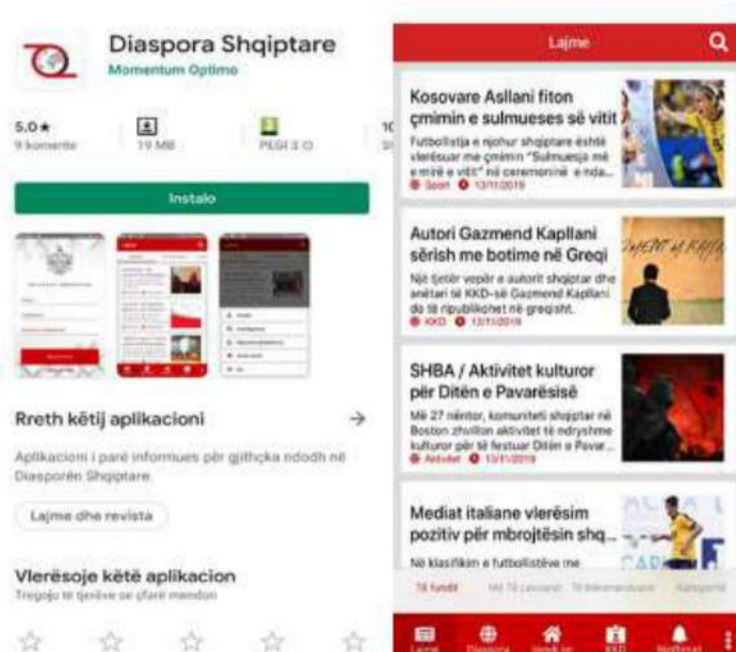 Diaspora Shqiptare
Momentum Optimo
5.0★
9 komente
19 MB
PEGI 3
Instalo
Rreth këtij aplikacioni
Aplikacioni i parë informues për gjithçka ndodh në
Diasporën Shqiptare.
Lajme dhe revista
Vlerësoje këtë aplikacion
Tregoju të tjerëve se çfarë mendon
Lajme
Kosovare Asllani fiton
çmimin e sulmueses së vitit
Futbollistja e njohur shqiptare është
vlerësuar me çmimin "Sulmuesja më
e mirë e vitit" në ceremoninë e nda...
Sport 13/11/2019
Autori Gazmend Kapllani
sërish me botime në Greqi
Një tjetër vepër e autorit shqiptar dhe
anëtari të KKD-së Gazmend Kapllani
do të ripublikohet në greqisht.
KKD 13/11/2019
SHBA / Aktivitet kulturor
për Ditën e Pavarësisë
Më 27 nëntor, komuniteti shqiptar në
Boston zhvillon aktivitet të ndryshme
kulturor për të festuar Ditën e Pavar...
Aktivitet 13/11/2019
Mediat italiane vlerësim
pozitiv për mbrojtësin shq...
Në klasifikim e futbollistëve me
Të fundit Më Të Lexuarat
Lajme Diaspora KKD